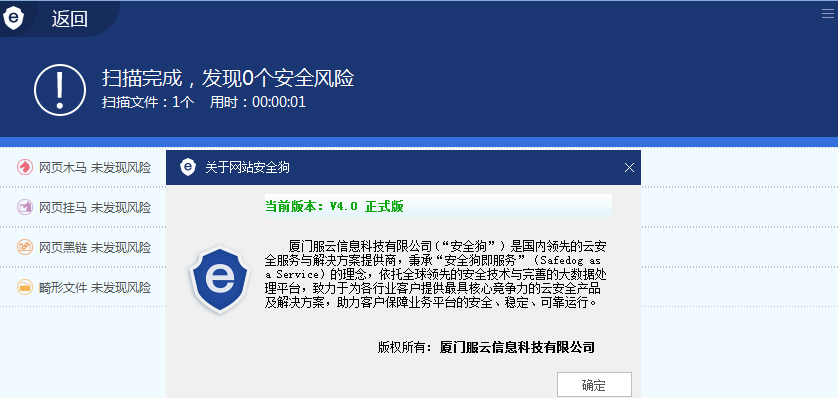 返回
扫描完成，发现0个安全风险
扫描文件：1个 用时：00:00:01
网页木马 未发现风险
网页挂马 未发现风险
网页黑链 未发现风险
畸形文件 未发现风险
关于网站安全狗
当前版本：V4.0 正式版
厦门服云信息科技有限公司（“安全狗”）是国内领先的云安
全服务与解决方案提供商，秉承“安全狗即服务”（Safedog as
a Service）的理念，依托全球领先的安全技术与完善的大数据处
理平台，致力于为各行业客户提供最具核心竞争力的云安全产品
及解决方案，助力客户保障业务平台的安全、稳定、可靠运行。
版权所有：厦门服云信息科技有限公司
确定